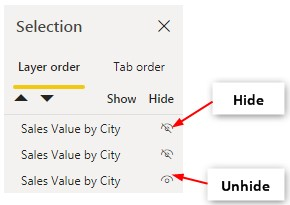 Selection
Layer order Tab order
Show Hide
Hide
Sales Value by City
Sales Value by City
Sales Value by City
Unhide